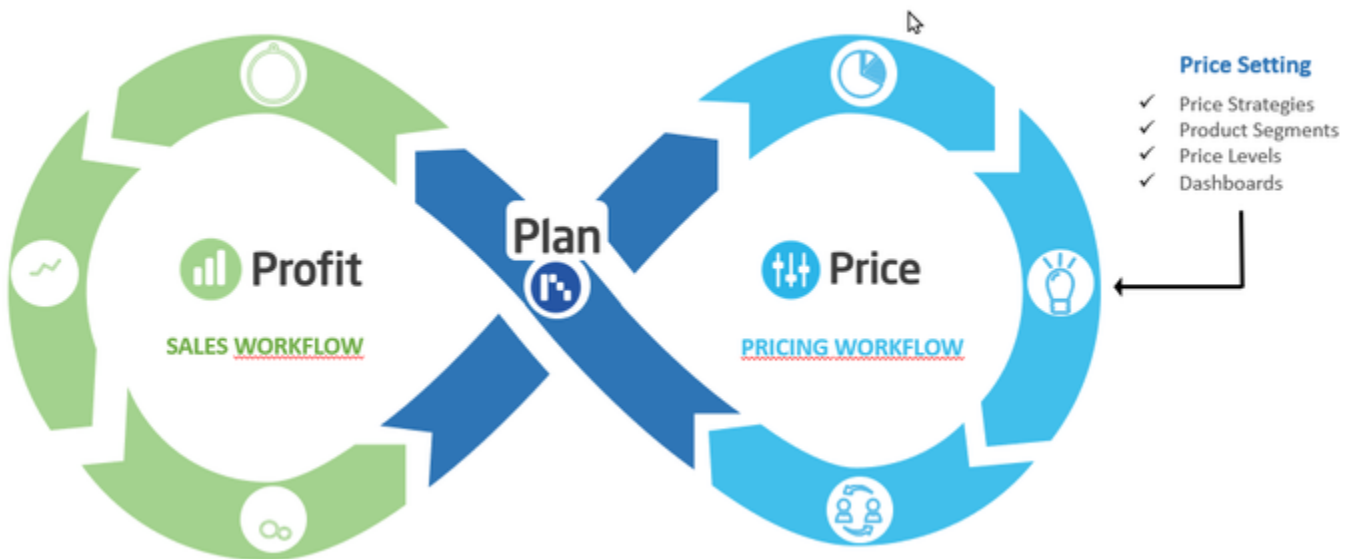 Price Setting
✓ Price Strategies
✓ Product Segments
✓ Price Levels
✓ Dashboards
Plan
Profit
Price
SALES WORKFLOW
PRICING WORKFLOW